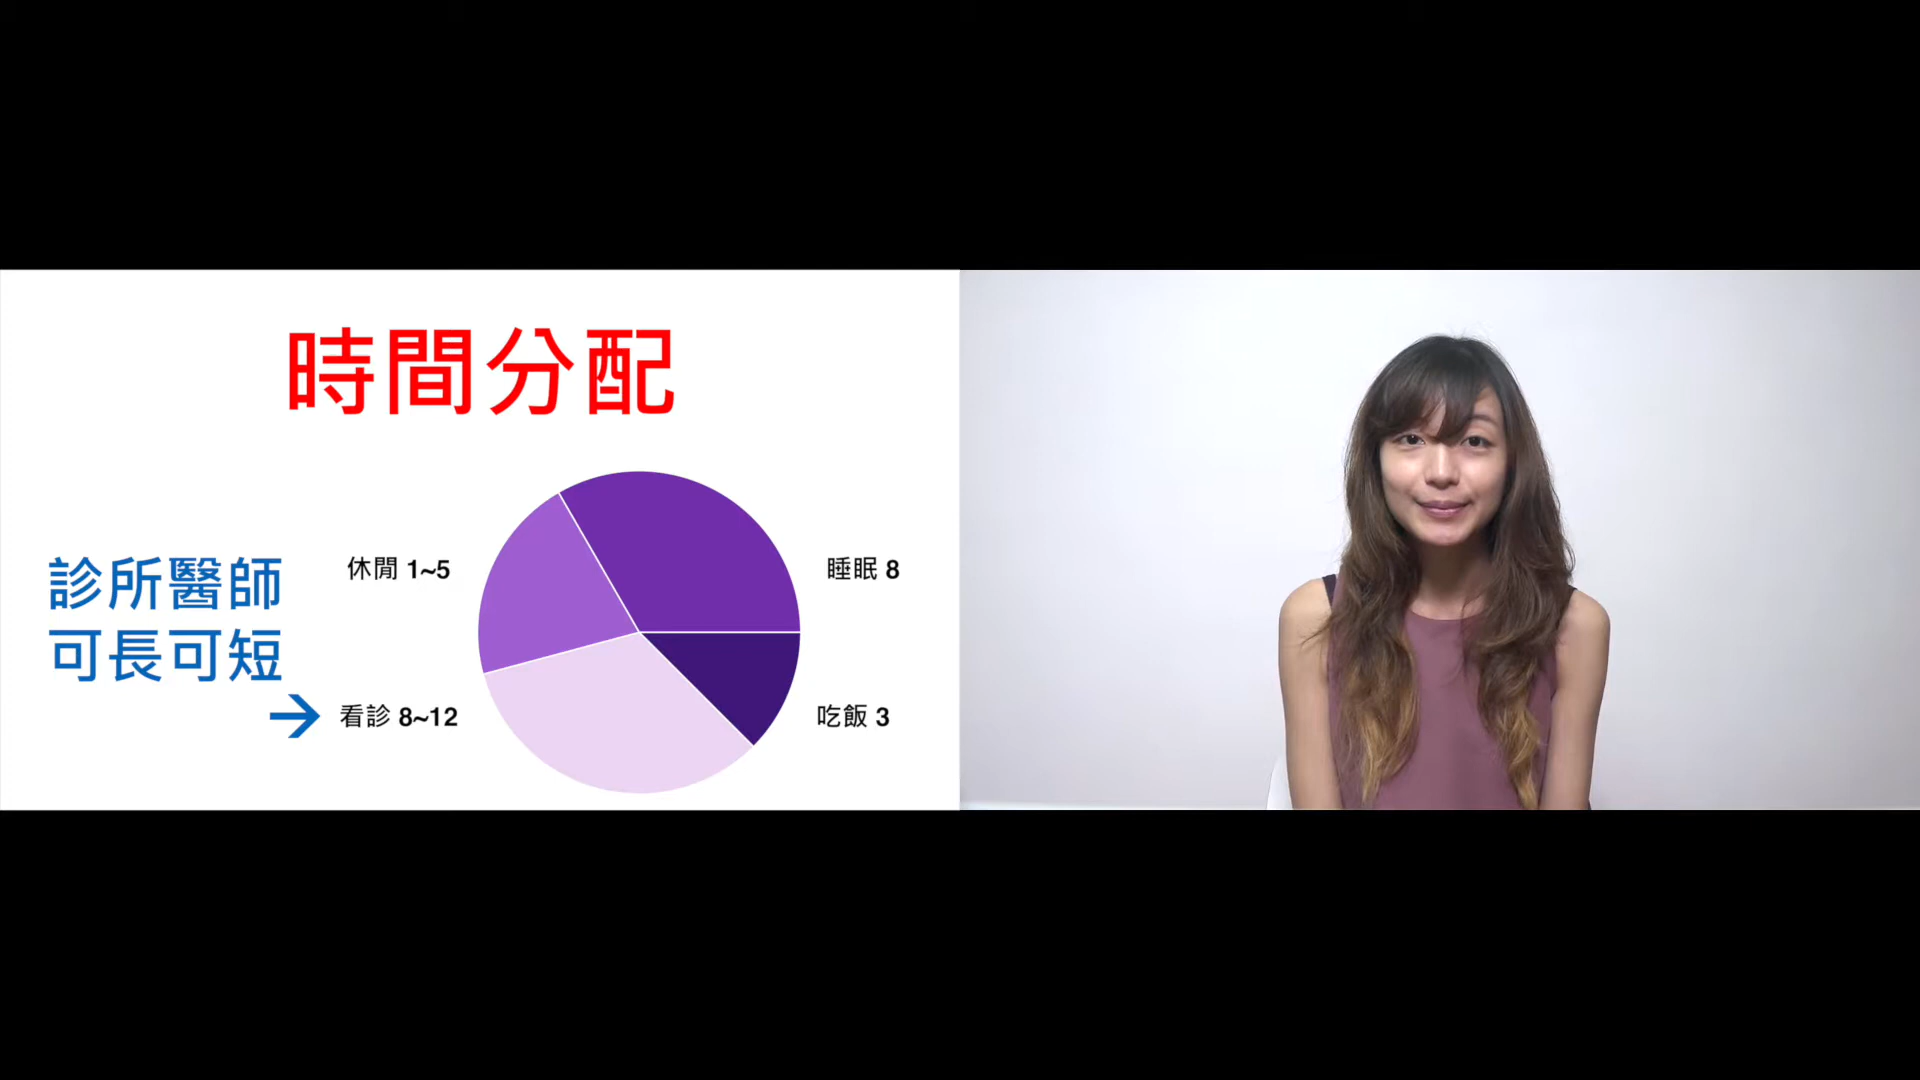 時間分配
診所醫師
可長可短
休閒 1~5
睡眠 8
看診 8~12
吃飯 3